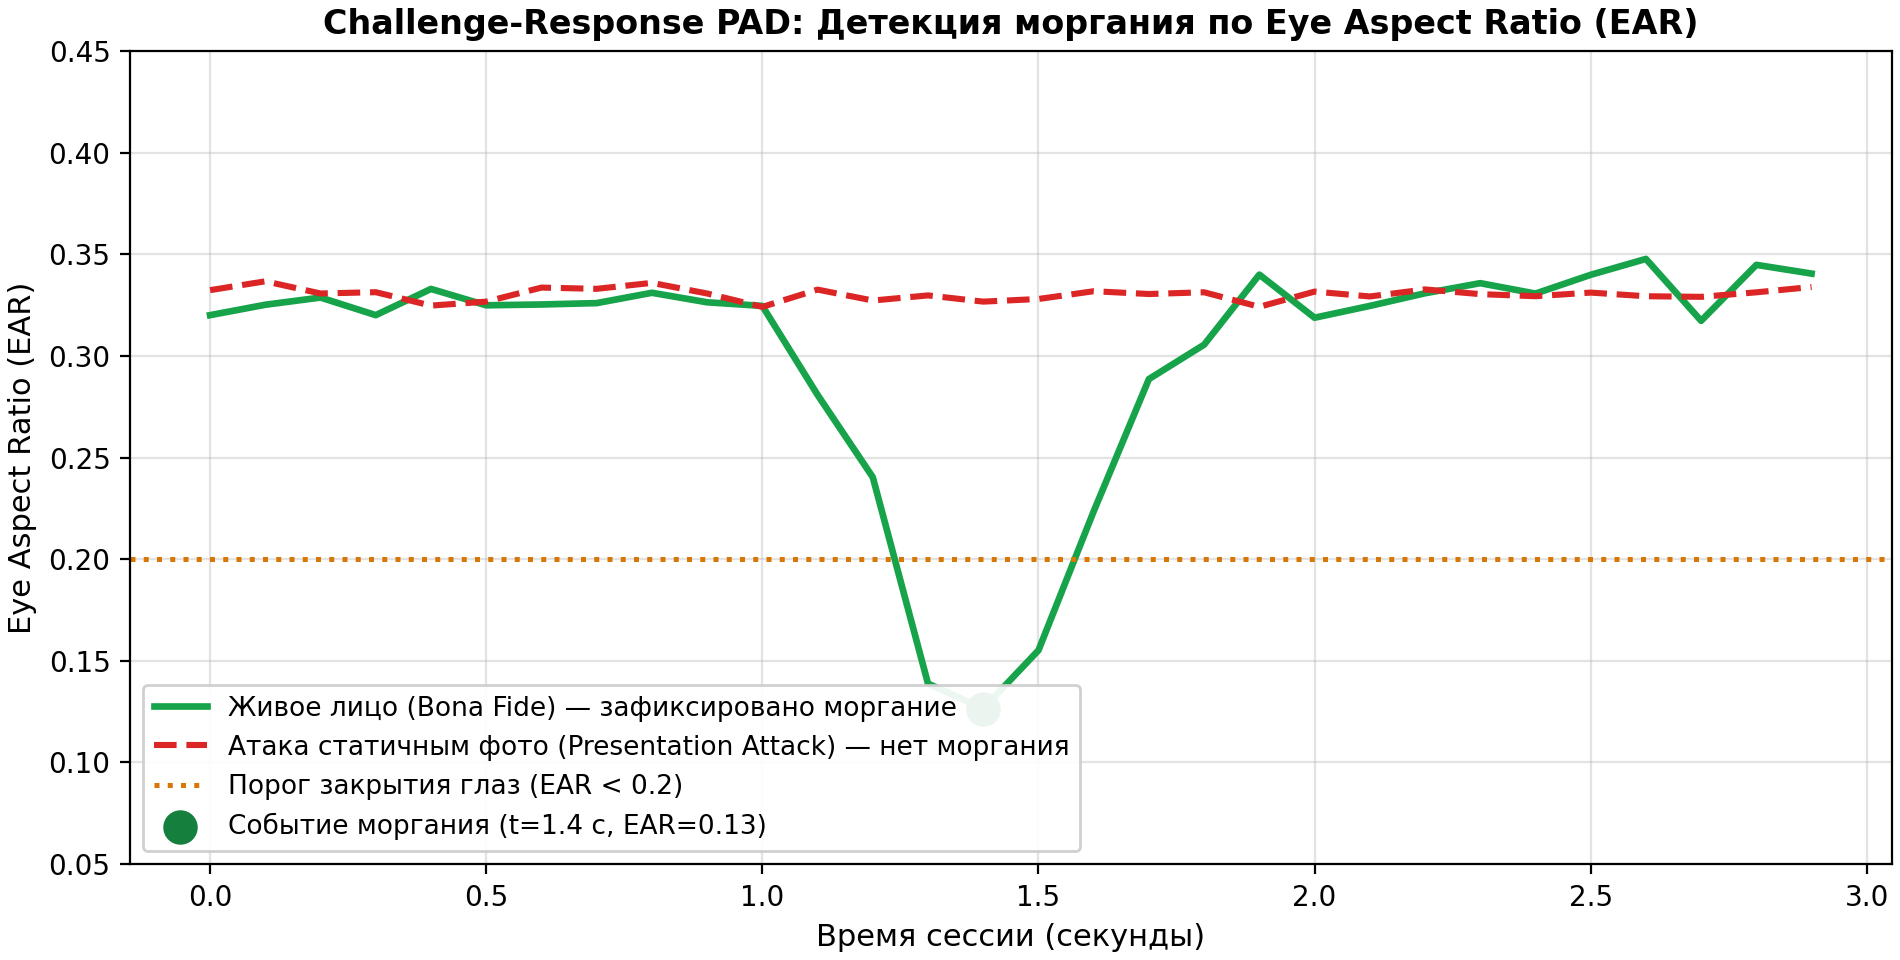 Challenge-Response PAD: Детекция моргания по Eye Aspect Ratio (EAR)
Eye Aspect Ratio (EAR)
0.45
0.40
0.35
0.30
0.25
0.20
0.15
0.10
0.05
Живое лицо (Bona Fide) — зафиксировано моргание
Атака статичным фото (Presentation Attack) — нет моргания
Порог закрытия глаз (EAR < 0.2)
Событие моргания (t=1.4 с, EAR=0.13)
0.0 0.5 1.0 1.5 2.0 2.5 3.0
Время сессии (секунды)